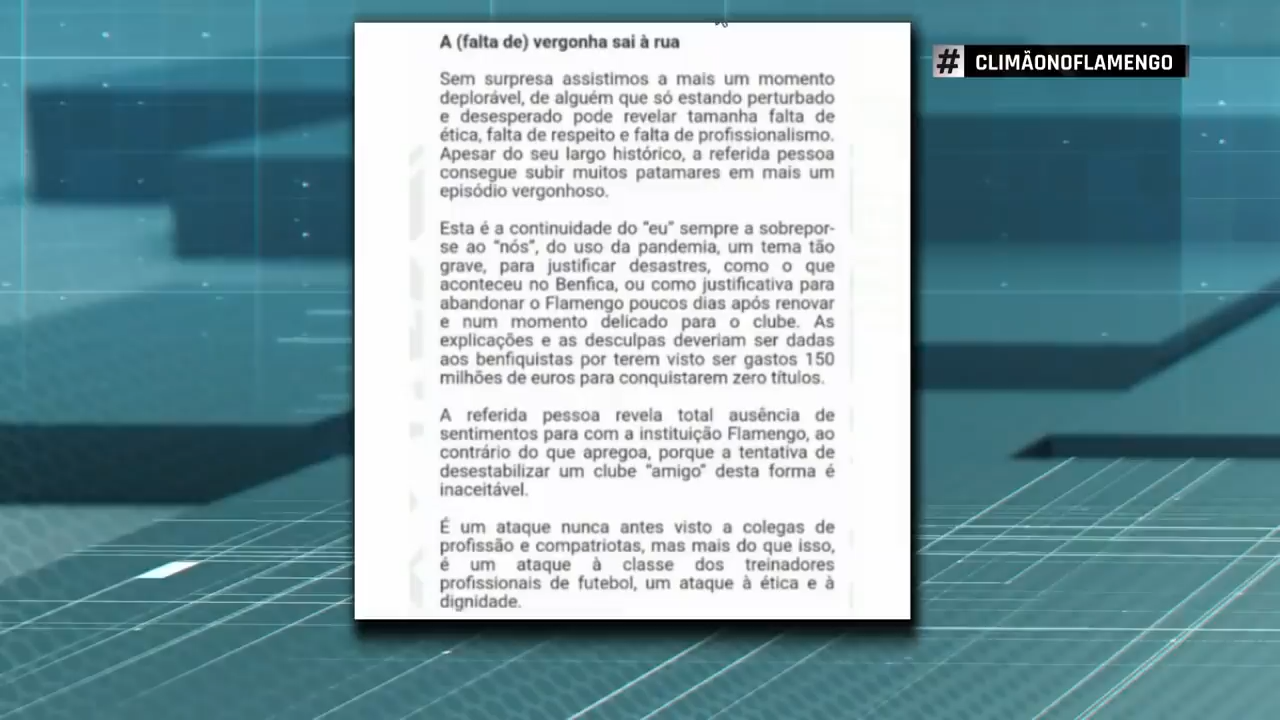 A (falta de) vergonha sai à rua
Sem surpresa assistimos a mais um momento
deplorável, de alguém que só estando perturbado
e desesperado pode revelar tamanha falta de
ética, falta de respeito e falta de profissionalismo.
Apesar do seu largo histórico, a referida pessoa
consegue subir muitos patamares em mais um
episódio vergonhoso.
Esta é a continuidade do “eu” sempre a sobrepor-
se ao “nós”, do uso da pandemia, um tema tão
grave, para justificar desastres, como o que
aconteceu no Benfica, ou como justificativa para
abandonar o Flamengo poucos dias após renovar
e num momento delicado para o clube. As
explicações e as desculpas deveriam ser dadas
aos benfiquistas por terem visto ser gastos 150
milhões de euros para conquistarem zero títulos.
A referida pessoa revela total ausência de
sentimentos para com a instituição Flamengo, ao
contrário do que apregoa, porque a tentativa de
desestabilizar um clube “amigo” desta forma é
inaceitável.
É um ataque nunca antes visto a colegas de
profissão e compatriotas, mas mais do que isso,
é um ataque à classe dos treinadores
profissionais de futebol, um ataque à ética e à
dignidade.
# CLIMÃONOFLAMENGO